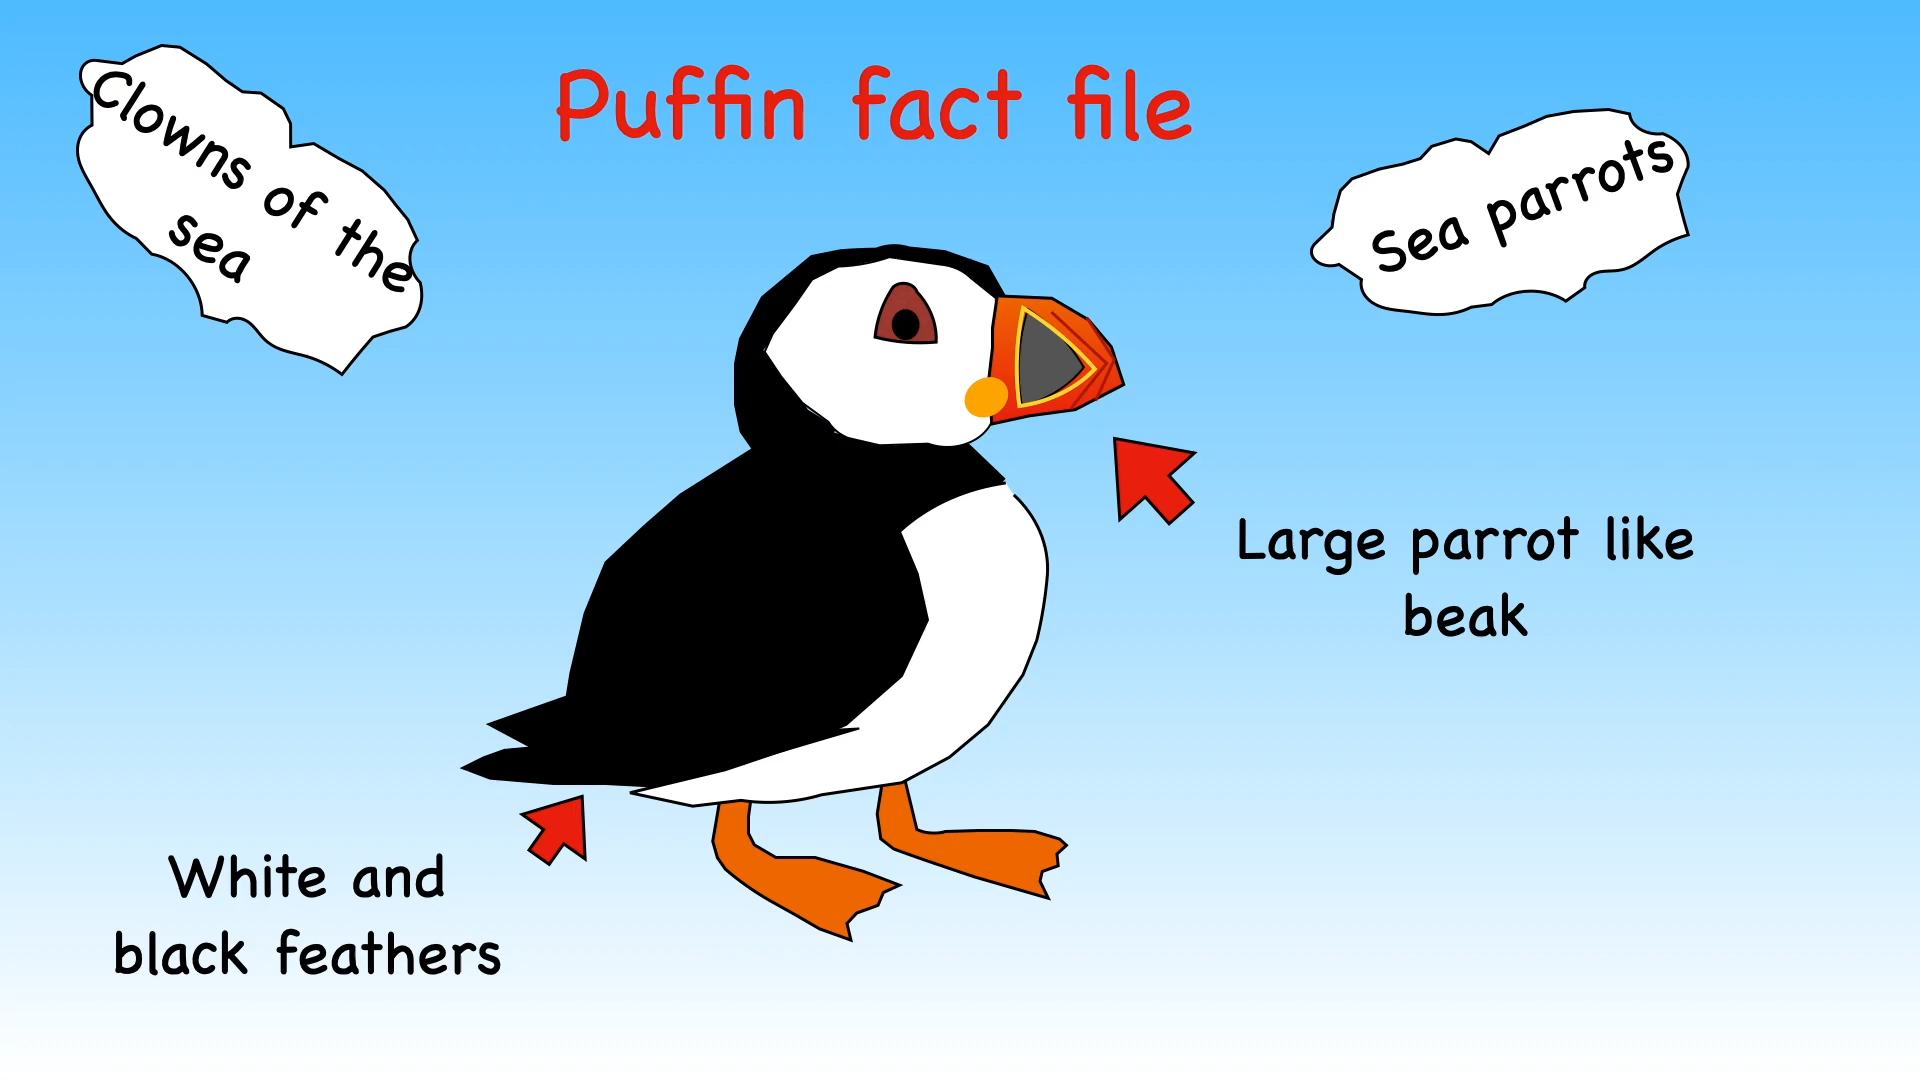 Puffin fact file
Clowns of the
sea
Sea parrots
Large parrot like
beak
White and
black feathers